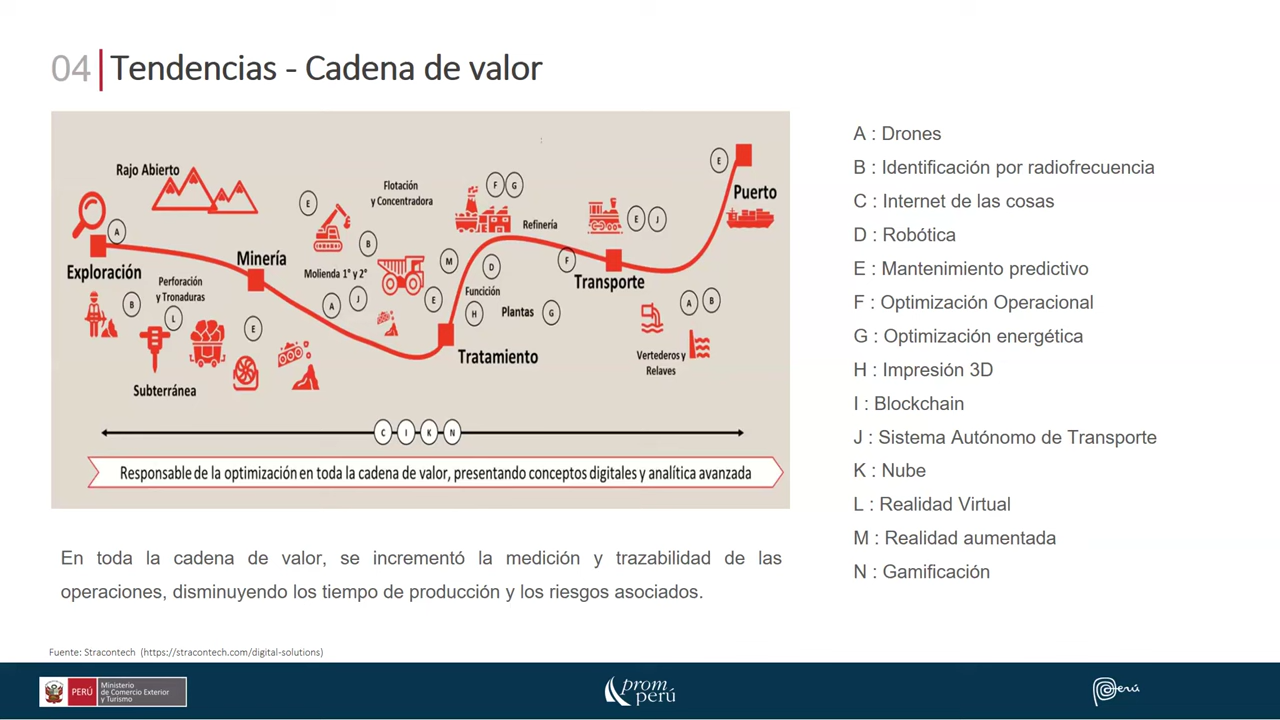 04 Tendencias - Cadena de valor
Rajo Abierto
A
Exploración
Perforación
y Tronaduras
B
L
Subterránea
Minería
E
E
Flotación
y Concentradora
B
Molienda 1° y 2°
A
J
E
M
Tratamiento
F
G
Refinería
D
Funcición
H
Plantas
G
F
E
J
Transporte
A
B
Vertederos y
Relaves
E
Puerto
C I K N
Responsable de la optimización en toda la cadena de valor, presentando conceptos digitales y analítica avanzada
A : Drones
B : Identificación por radiofrecuencia
C : Internet de las cosas
D : Robótica
E : Mantenimiento predictivo
F : Optimización Operacional
G : Optimización energética
H : Impresión 3D
I : Blockchain
J : Sistema Autónomo de Transporte
K : Nube
L : Realidad Virtual
M : Realidad aumentada
N : Gamificación
En toda la cadena de valor, se incrementó la medición y trazabilidad de las
operaciones, disminuyendo los tiempo de producción y los riesgos asociados.
Fuente: Stracontech (https://stracontech.com/digital-solutions)
PERÚ
Ministerio
de Comercio Exterior
y Turismo
prom
perú
Perú